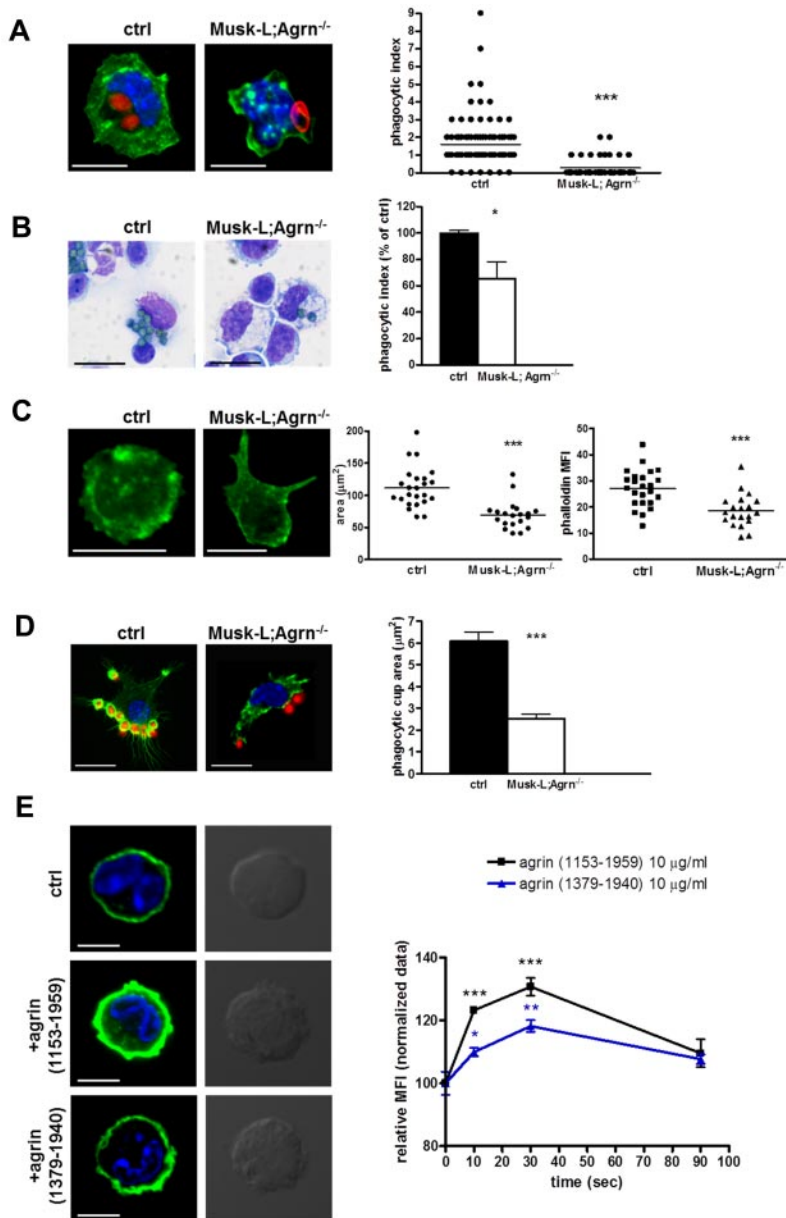 A
ctrl
Musk-L;Agrn-/-
phagocytic index
9
8
7
6
5
4
3
2
1
0
***
ctrl
Musk-L; Agrn-/-
B
ctrl
Musk-L;Agrn-/-
phagocytic index (% of ctrl)
120
100
80
60
40
20
0
*
ctrl Musk-L; Agrn-/-
C
ctrl
Musk-L;Agrn-/-
area (μm2)
200
150
100
50
0
***
ctrl
Musk-L;Agrn-/-
phalloidin MFI
50
40
30
20
10
0
***
ctrl
Musk-L;Agrn-/-
D
ctrl
Musk-L;Agrn-/-
phagocytic cup area (μm2)
7
6
5
4
3
2
1
0
***
ctrl
Musk-L;Agrn-/-
E
ctrl
+agrin
(1153-1959)
+agrin
(1379-1940)
agrin (1153-1959) 10 μg/ml
agrin (1379-1940) 10 μg/ml
relative MFI (normalized data)
140
120
100
80
***
***
*
**
0 10 20 30 40 50 60 70 80 90 100
time (sec)